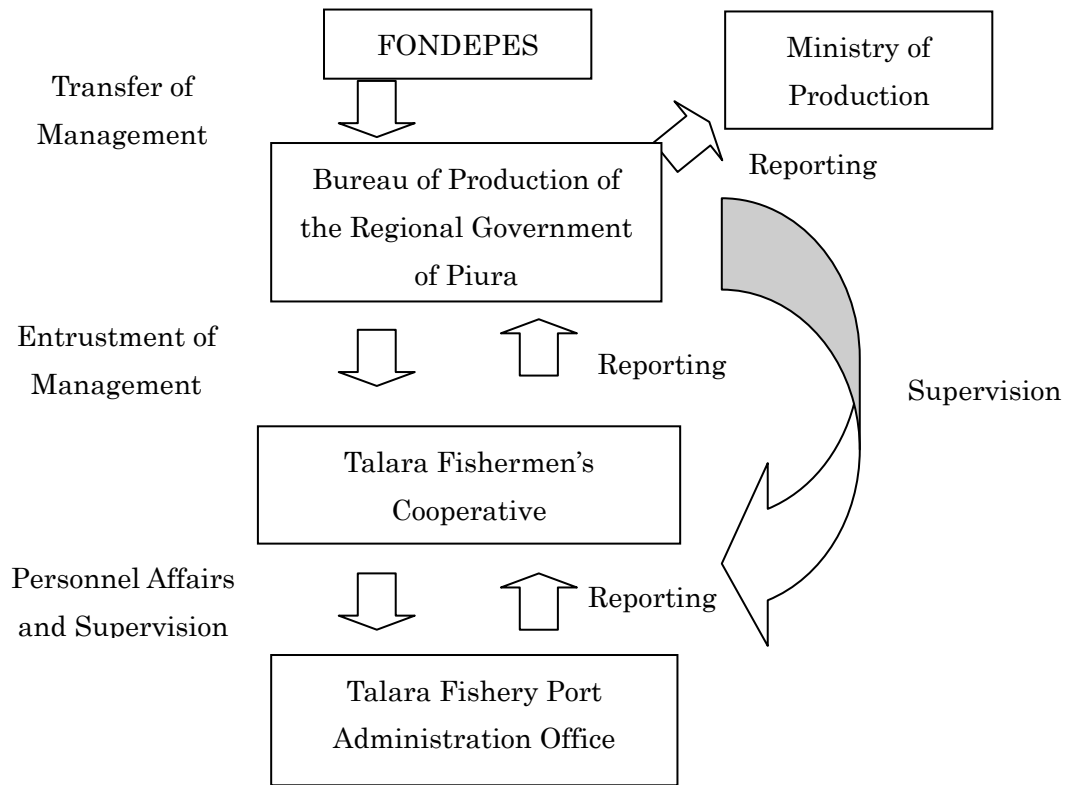 FONDEPES
Ministry of
Production
Transfer of
Management
Reporting
Bureau of Production of
the Regional Government
of Piura
Entrustment of
Management
Reporting
Supervision
Talara Fishermen's
Cooperative
Personnel Affairs
and Supervision
Reporting
Talara Fishery Port
Administration Office